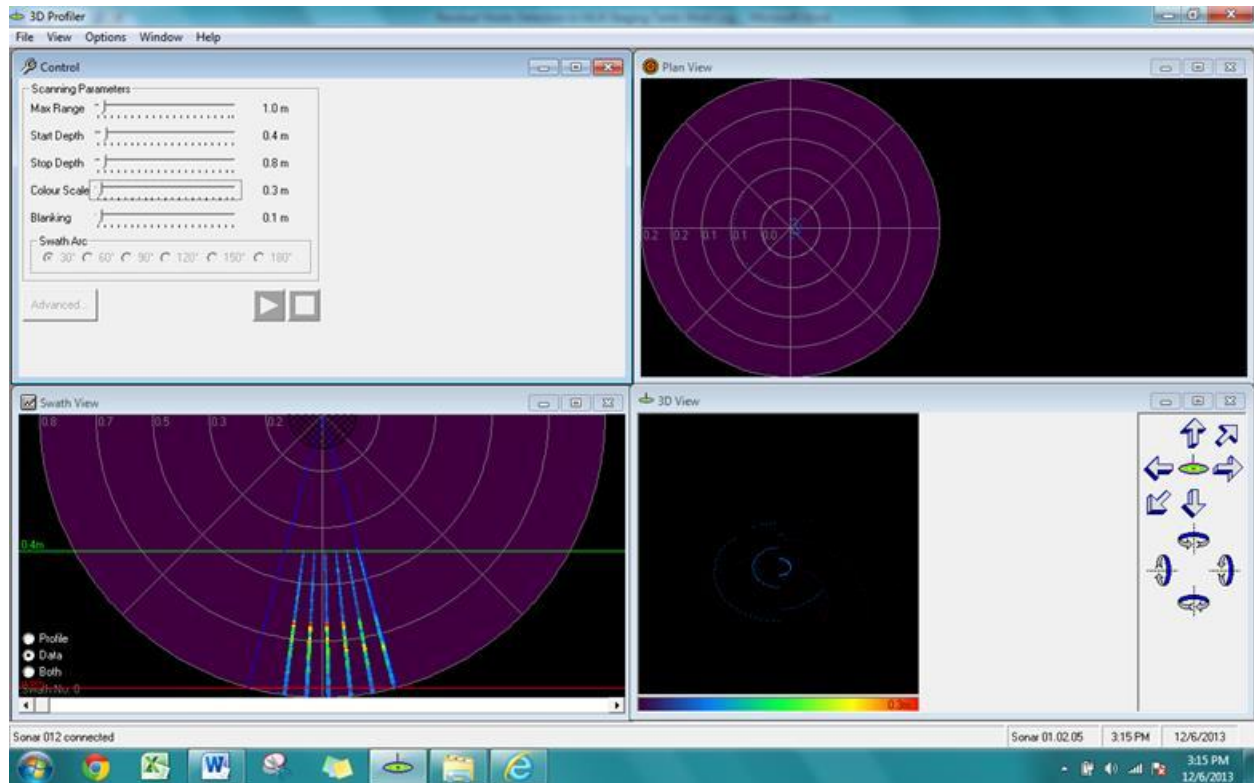 3D Profiler
File View Options Window Help
Control
Scanning Parameters
Max Range 1.0 m
Start Depth 0.4 m
Stop Depth 0.8 m
Colour Scale 0.3 m
Blanking 0.1 m
Swath Arc
30° 60° 90° 120° 150° 180°
Advanced...
Plan View
0.2 0.2 0.1 0.1 0.0
Swath View
0.8 0.7 0.5 0.3 0.2
0.4m
Profile
Data
Both
Swath No: 0
3D View
0.3m
Sonar 012 connected
Sonar 01.02.05 3:15 PM 12/6/2013
3:15 PM
12/6/2013